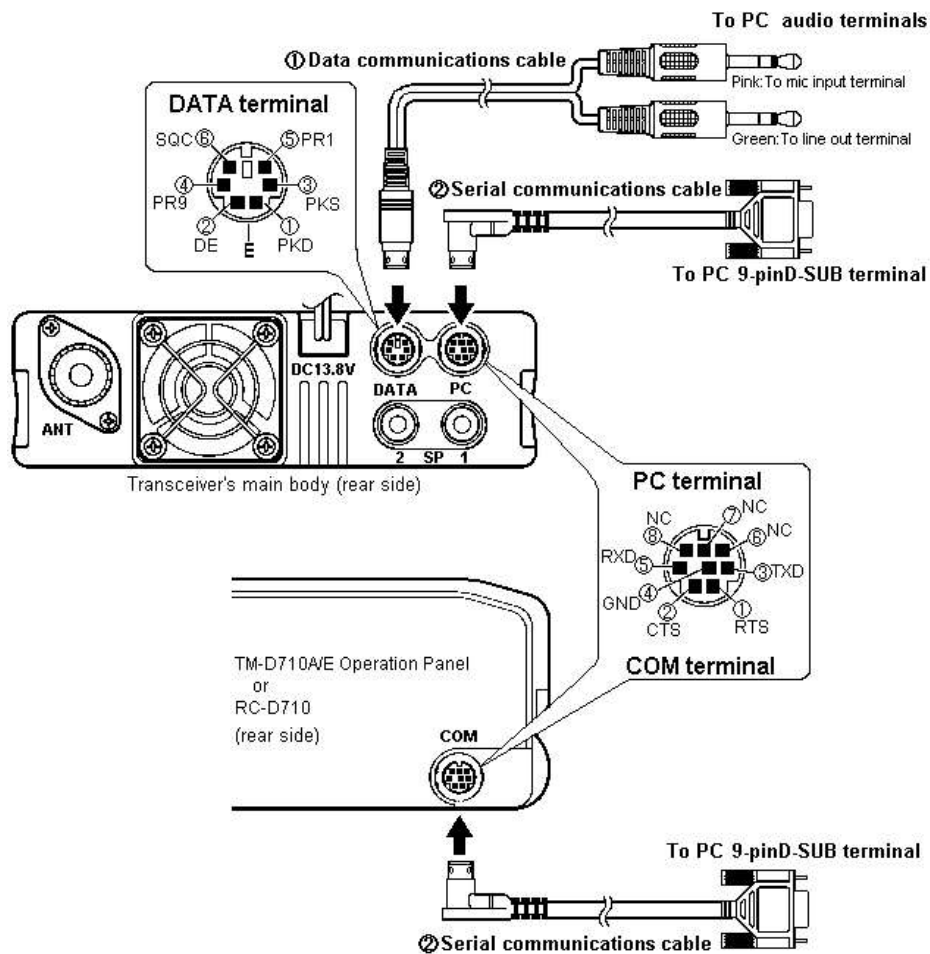 To PC audio terminals
①Data communications cable
Pink:To mic input terminal
DATA terminal
SQC⑥
⑤PR1
Green:To line out terminal
④
③
PR9
PKS
②
①
DE
E
PKD
②Serial communications cable
To PC 9-pinD-SUB terminal
DC13.8V
DATA
PC
ANT
2 SP 1
Transceiver's main body (rear side)
PC terminal
NC
⑦NC
⑧
⑥NC
RXD⑤
③TXD
GND④
②
①
CTS
RTS
COM terminal
TM-D710A/E Operation Panel
or
RC-D710
(rear side)
COM
To PC 9-pinD-SUB terminal
②Serial communications cable